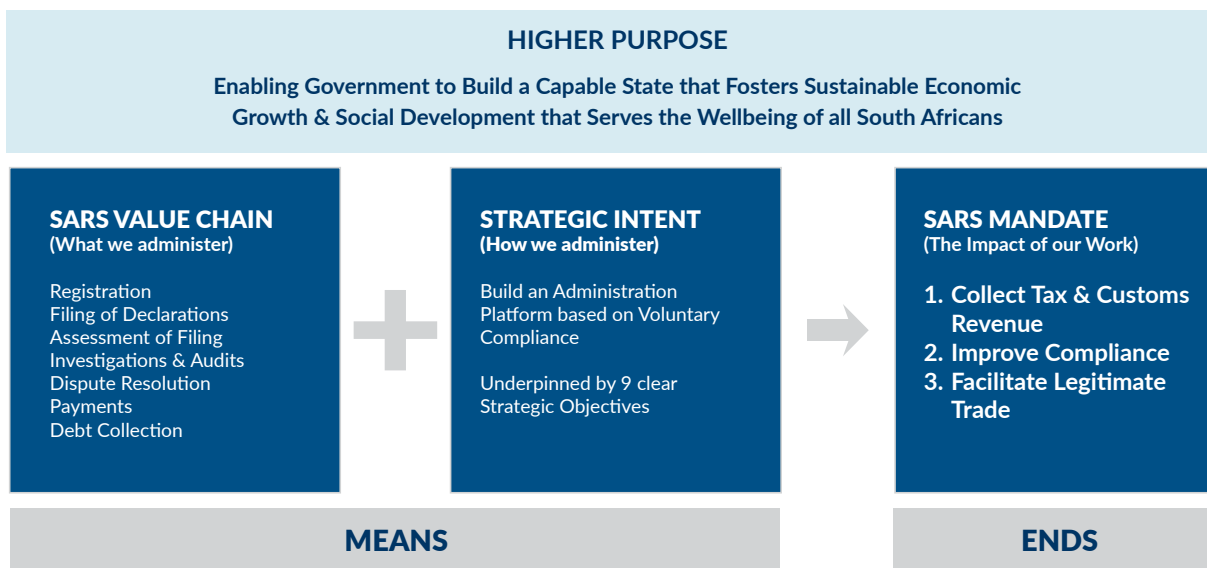 HIGHER PURPOSE
Enabling Government to Build a Capable State that Fosters Sustainable Economic
Growth & Social Development that Serves the Wellbeing of all South Africans
SARS VALUE CHAIN
(What we administer)
Registration
Filing of Declarations
Assessment of Filing
Investigations & Audits
Dispute Resolution
Payments
Debt Collection
STRATEGIC INTENT
(How we administer)
Build an Administration
Platform based on Voluntary
Compliance
Underpinned by 9 clear
Strategic Objectives
SARS MANDATE
(The Impact of our Work)
1. Collect Tax & Customs
Revenue
2. Improve Compliance
3. Facilitate Legitimate
Trade
MEANS
ENDS